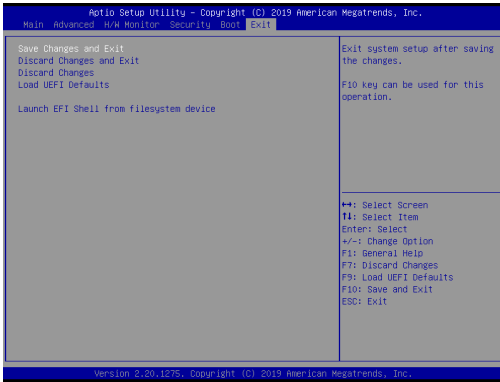 Aptio Setup Utility – Copyright (C) 2019 American Megatrends, Inc.
Main Advanced H/W Monitor Security Boot Exit
Save Changes and Exit
Discard Changes and Exit
Discard Changes
Load UEFI Defaults
Launch EFI Shell from filesystem device
Exit system setup after saving
the changes.
F10 key can be used for this
operation.
↔: Select Screen
↑↓: Select Item
Enter: Select
+/-: Change Option
F1: General Help
F7: Discard Changes
F9: Load UEFI Defaults
F10: Save and Exit
ESC: Exit
Version 2.20.1275. Copyright (C) 2019 American Megatrends, Inc.